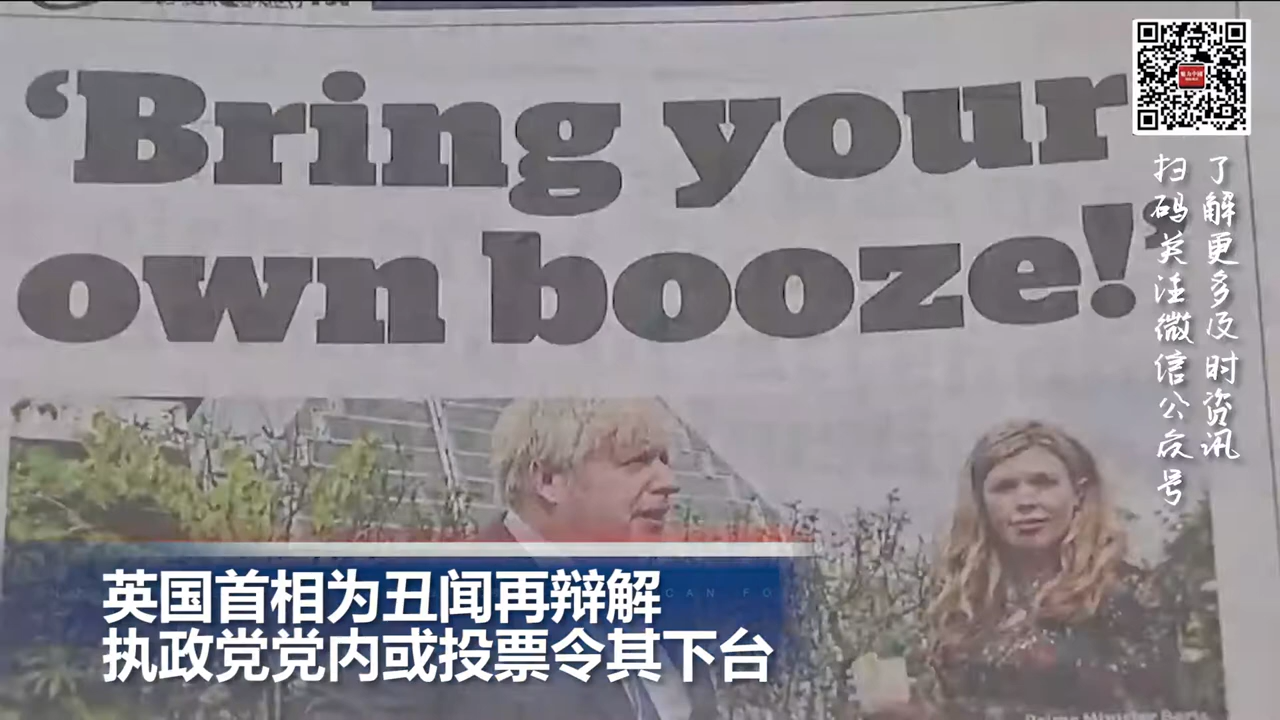 ‘Bring your
own booze!’
了解更多及时资讯
扫码关注微信公众号
英国首相为丑闻再辩解
执政党党内或投票令其下台